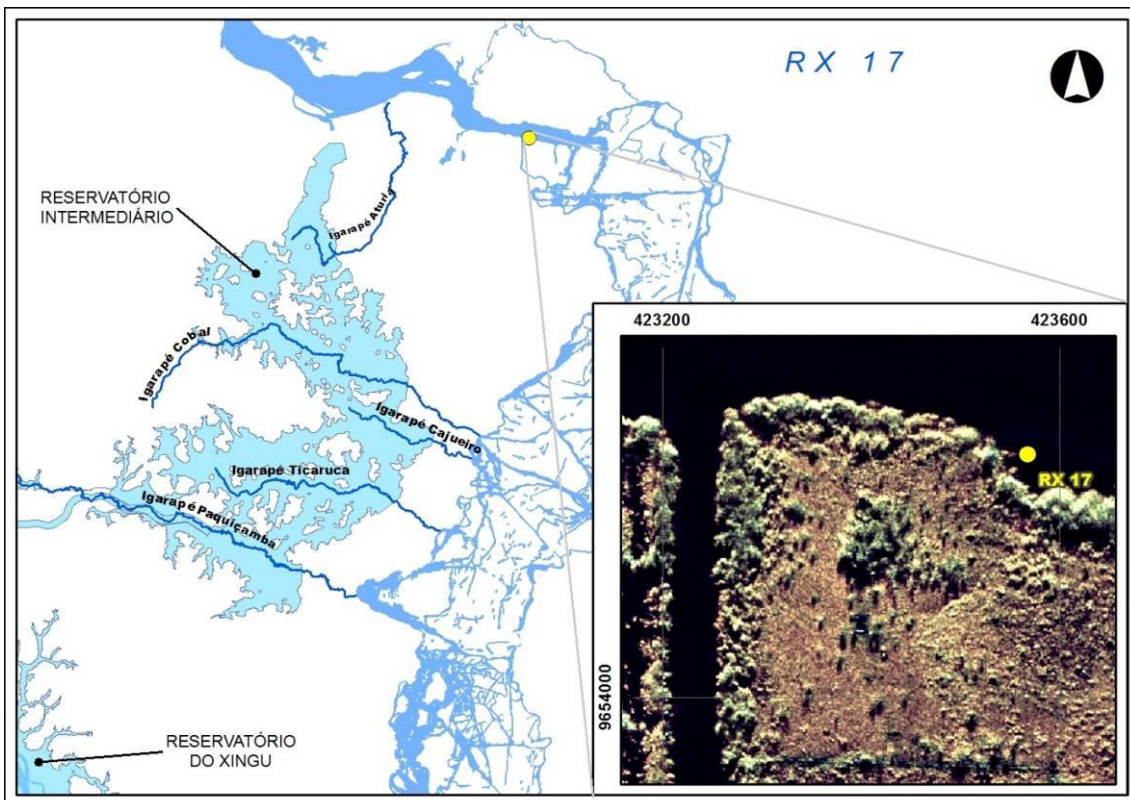 RX 17
RESERVATÓRIO
INTERMEDIÁRIO
Igarapé Aturiá
Igarapé Cobal
Igarapé Cajueiro
Igarapé Ticaruca
Igarapé Paquiçamba
RESERVATÓRIO
DO XINGU
423200
423600
RX 17
9654000